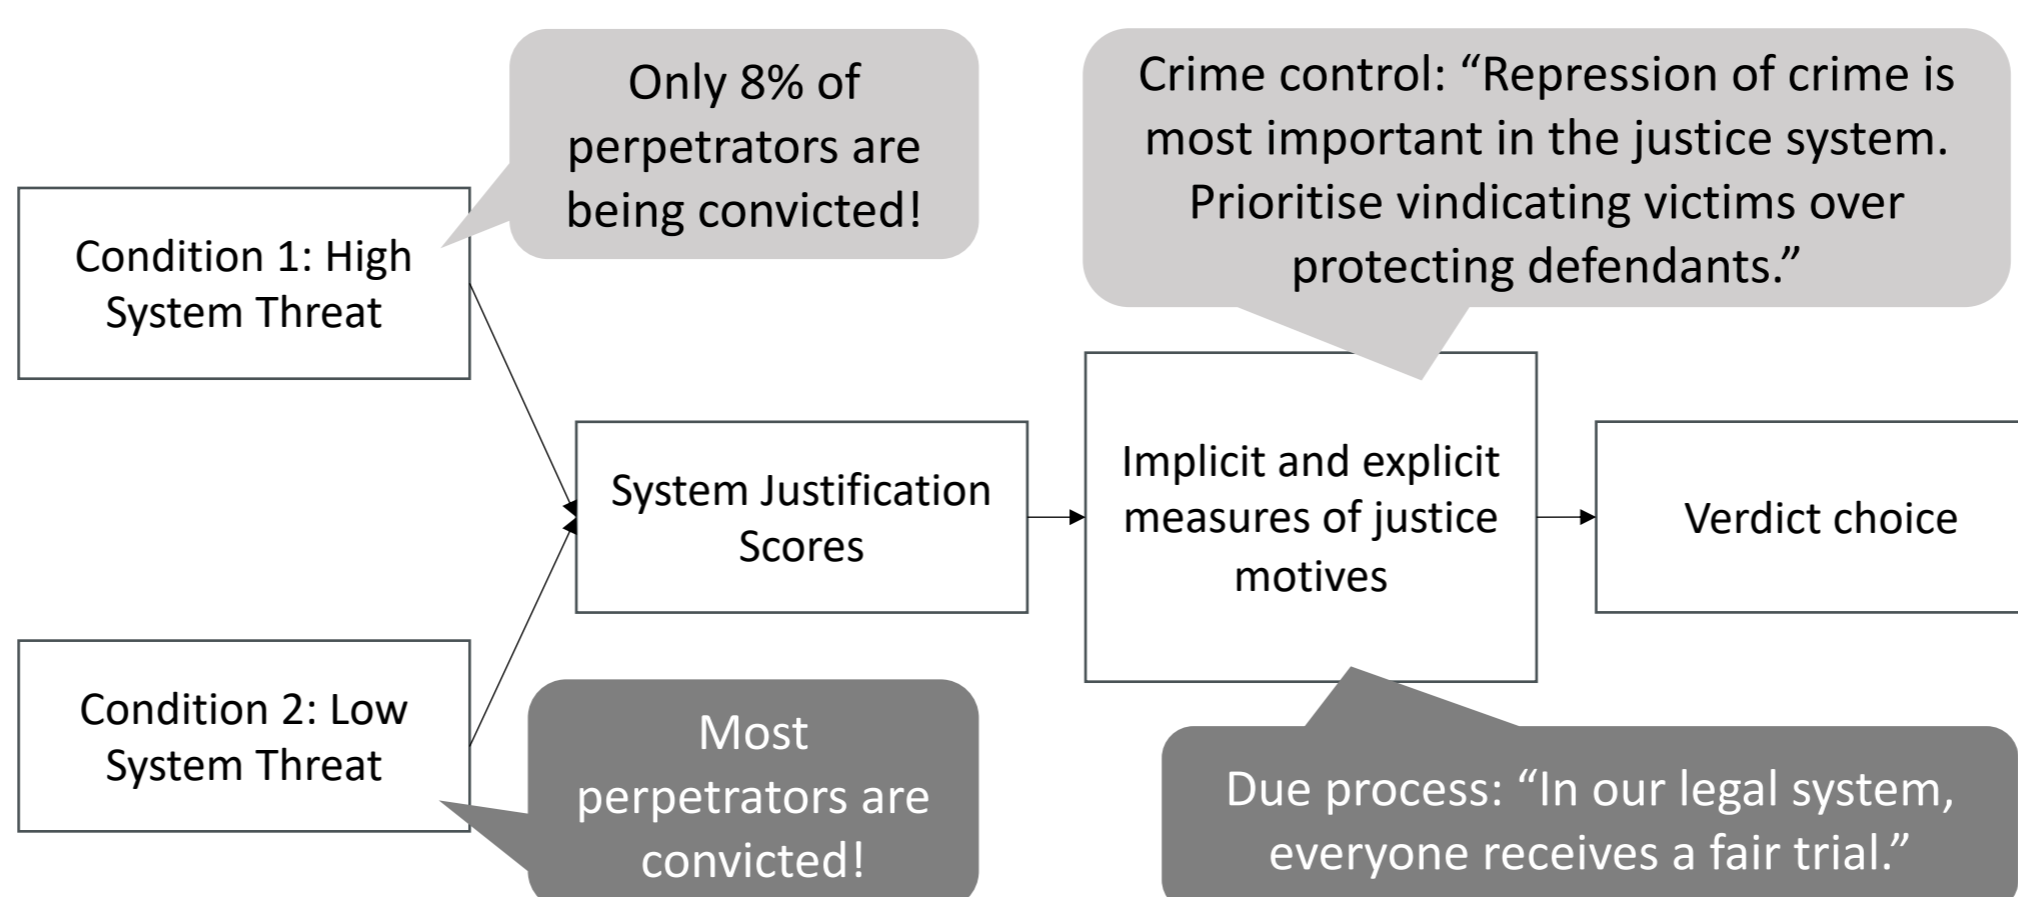 Only 8% of
perpetrators are
being convicted!
Crime control: “Repression of crime is
most important in the justice system.
Prioritise vindicating victims over
protecting defendants.”
Condition 1: High
System Threat
System Justification
Scores
Implicit and explicit
measures of justice
motives
Verdict choice
Condition 2: Low
System Threat
Most
perpetrators are
convicted!
Due process: “In our legal system,
everyone receives a fair trial.”